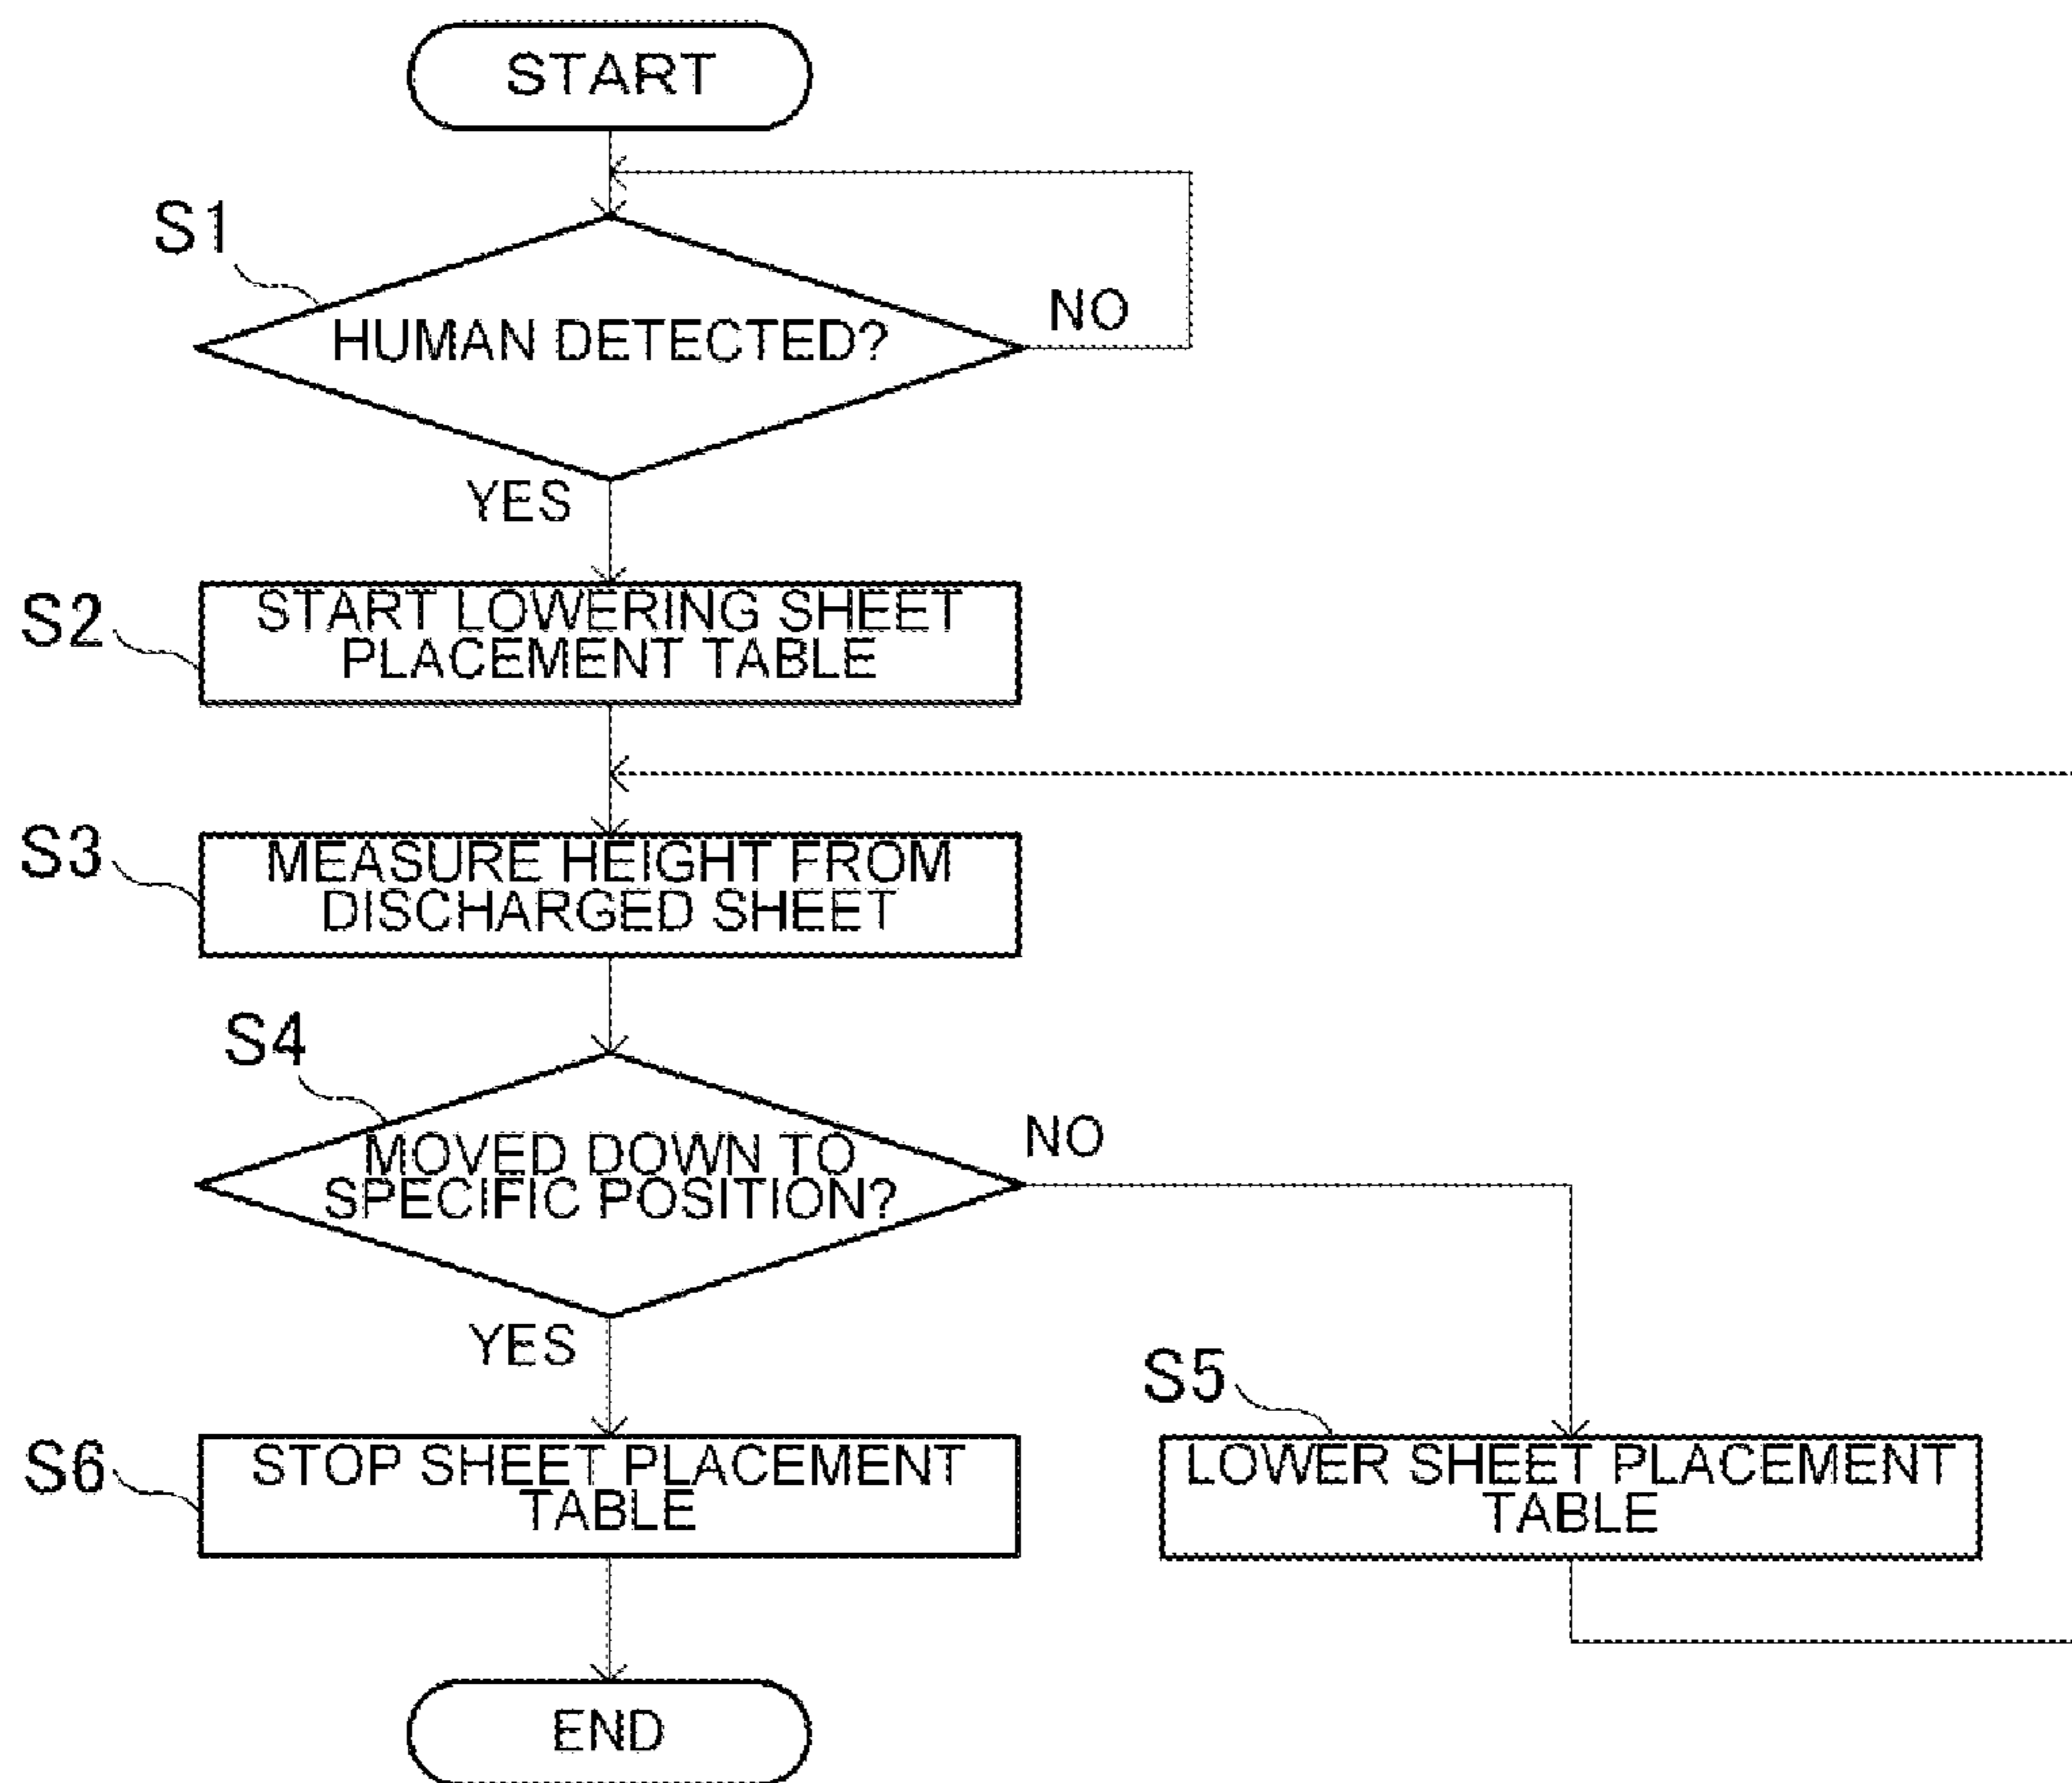 START
S1
HUMAN DETECTED?
NO
YES
S2
START LOWERING SHEET
PLACEMENT TABLE
S3
MEASURE HEIGHT FROM
DISCHARGED SHEET
S4
MOVED DOWN TO
SPECIFIC POSITION?
NO
YES
S5
LOWER SHEET PLACEMENT
TABLE
S6
STOP SHEET PLACEMENT
TABLE
END